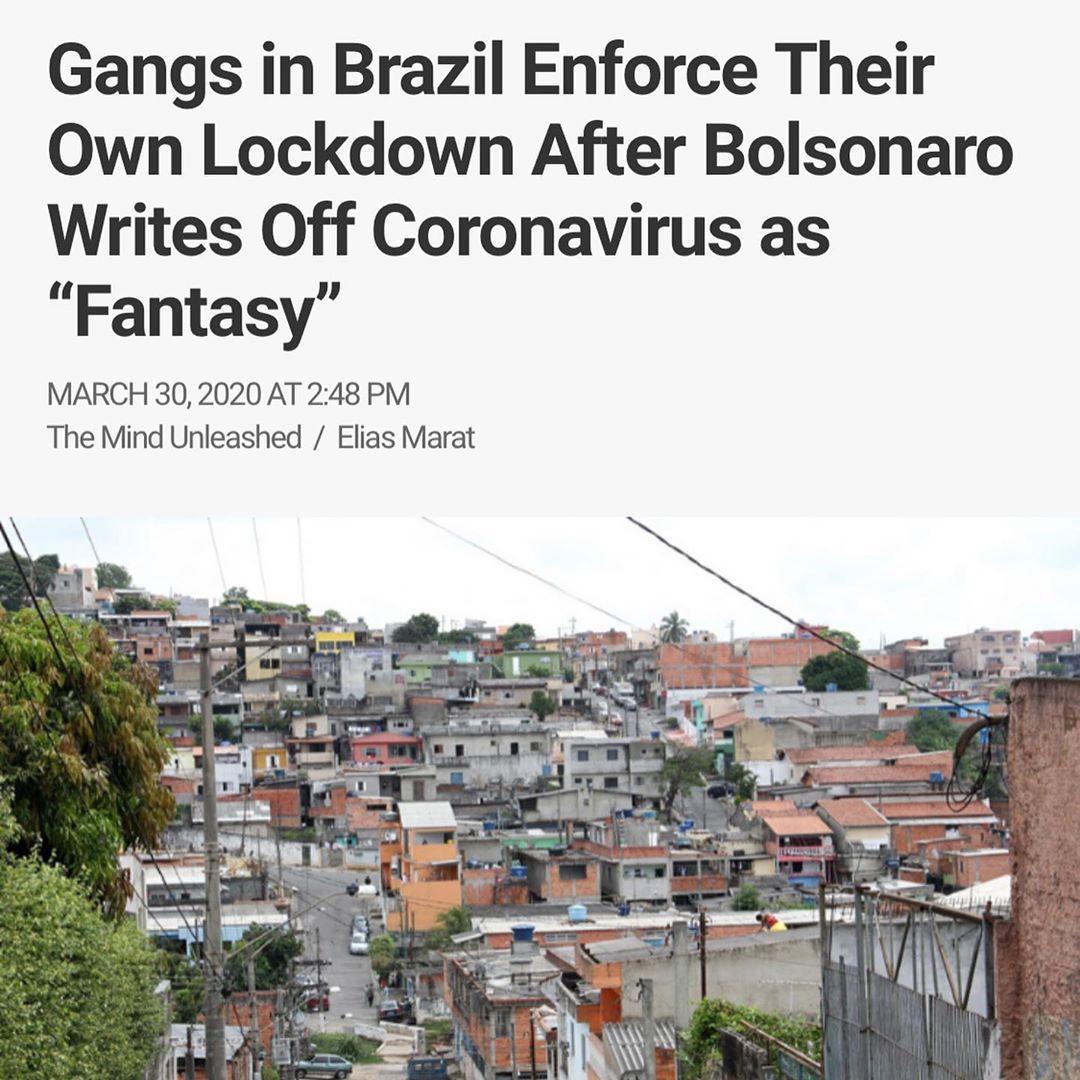 Gangs in Brazil Enforce Their
Own Lockdown After Bolsonaro
Writes Off Coronavirus as
“Fantasy”
MARCH 30, 2020 AT 2:48 PM
The Mind Unleashed / Elias Marat